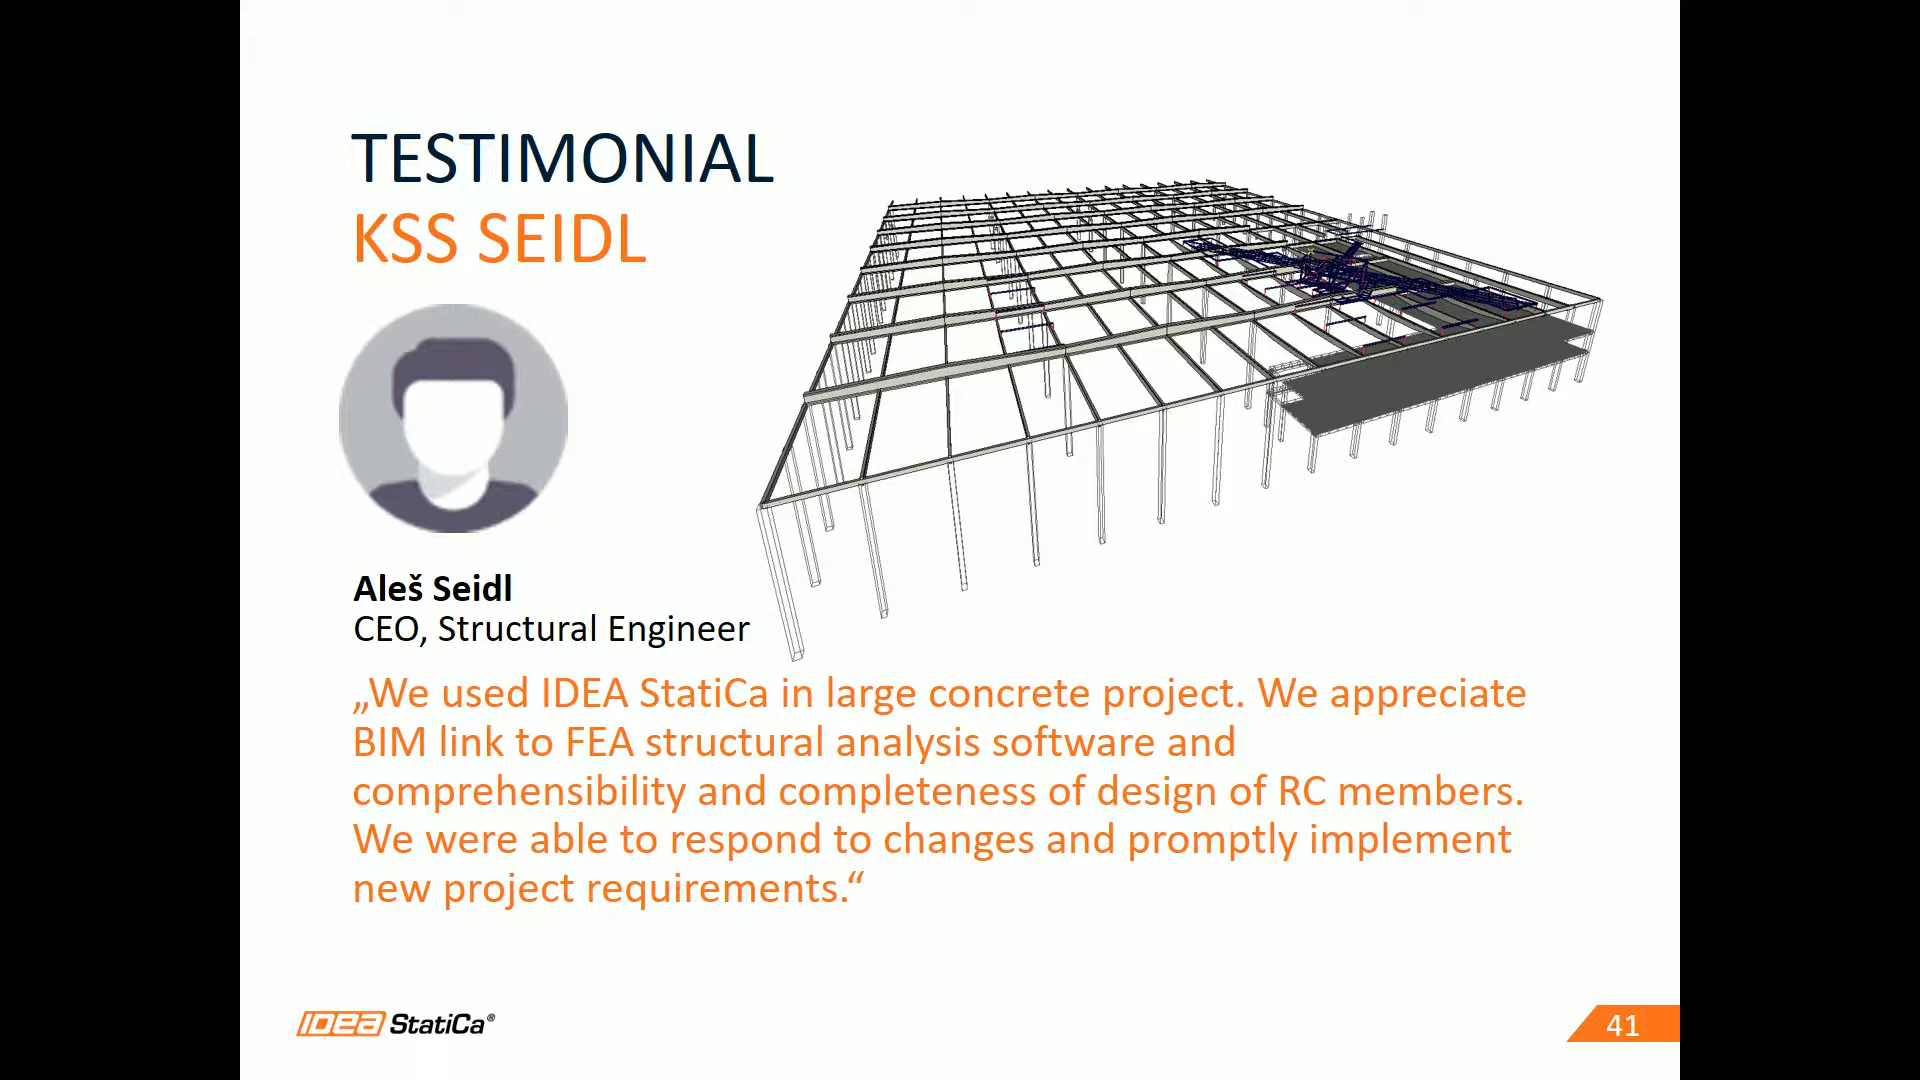 TESTIMONIAL
KSS SEIDL
Aleš Seidl
CEO, Structural Engineer
„We used IDEA StatiCa in large concrete project. We appreciate
BIM link to FEA structural analysis software and
comprehensibility and completeness of design of RC members.
We were able to respond to changes and promptly implement
new project requirements.“
IDEA StatiCa®
41